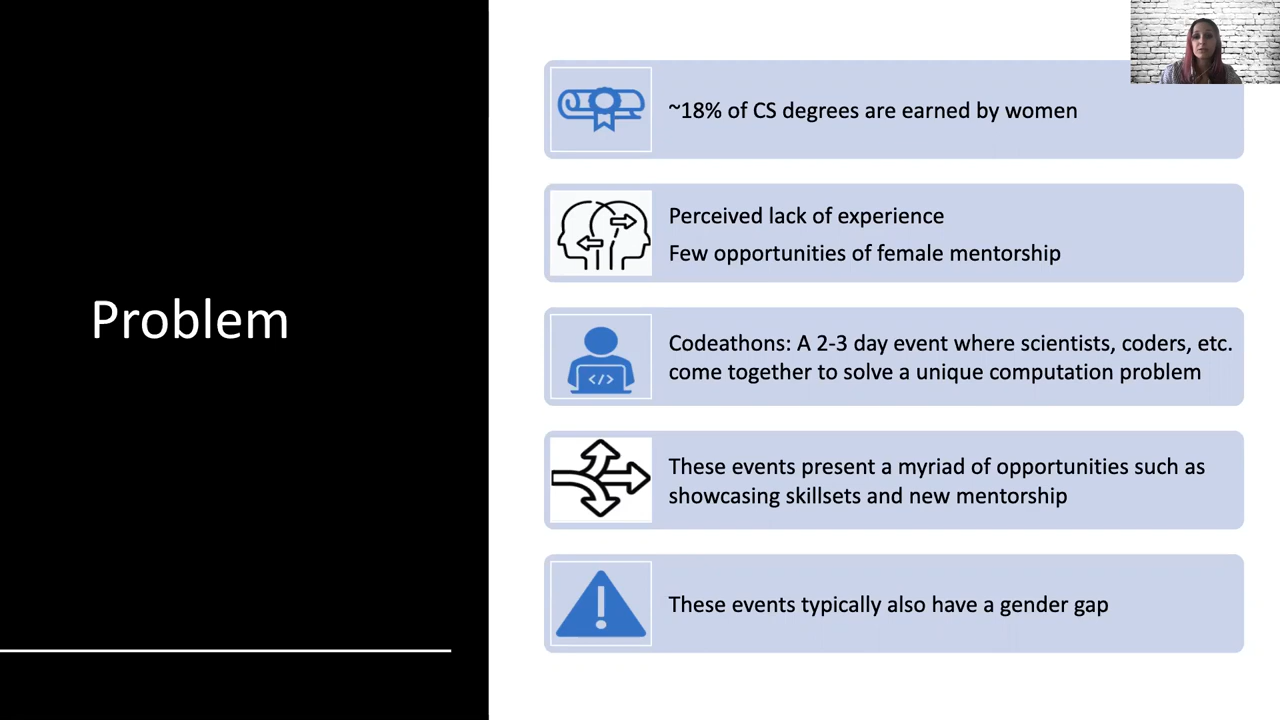 Problem
~18% of CS degrees are earned by women
Perceived lack of experience
Few opportunities of female mentorship
Codeathons: A 2-3 day event where scientists, coders, etc.
come together to solve a unique computation problem
</>
These events present a myriad of opportunities such as
showcasing skillsets and new mentorship
!
These events typically also have a gender gap